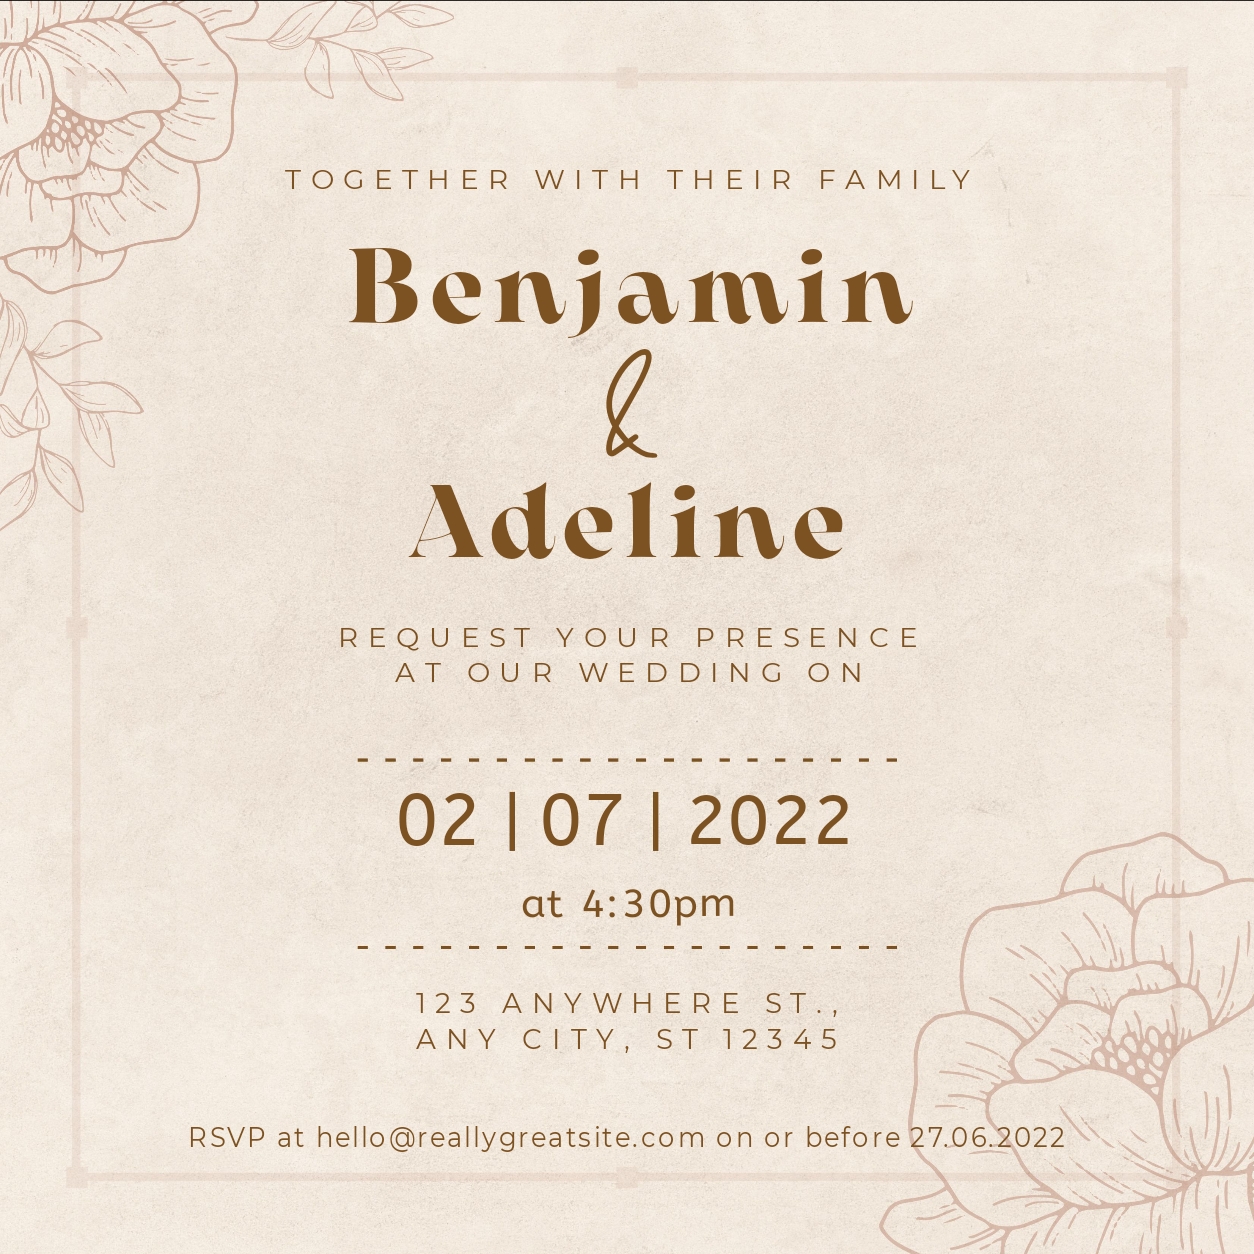 TOGETHER WITH THEIR FAMILY
Benjamin
&
Adeline
REQUEST YOUR PRESENCE
AT OUR WEDDING ON
02 | 07 | 2022
at 4:30pm
123 ANYWHERE ST.,
ANY CITY, ST 12345
RSVP at hello@reallygreatsite.com on or before 27.06.2022